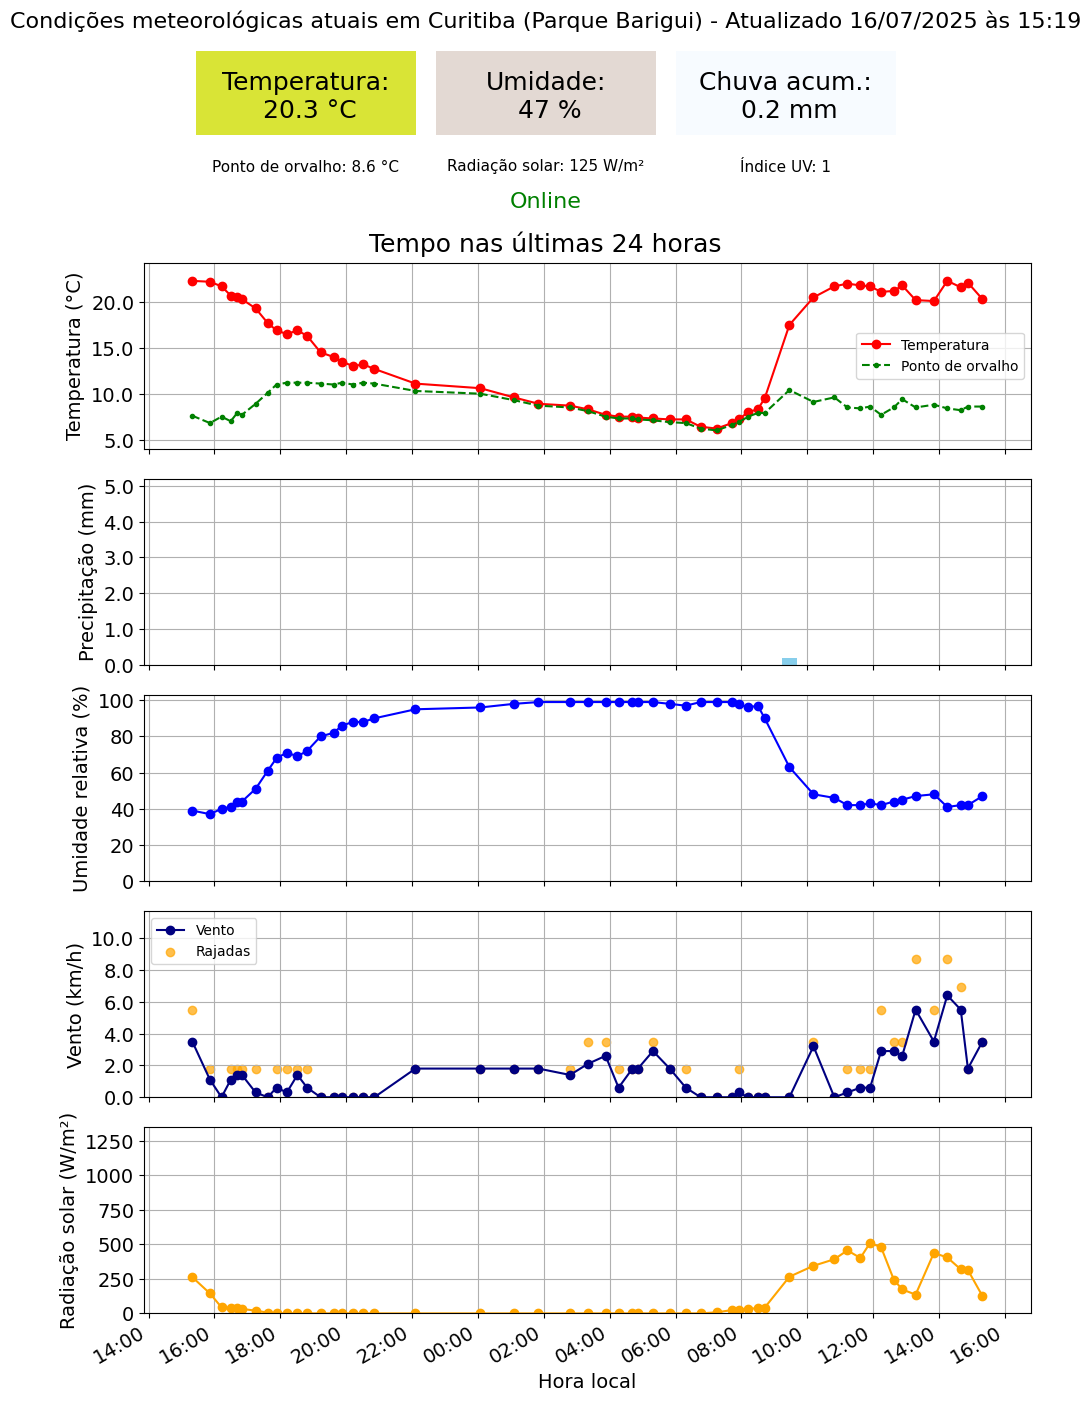 Condições meteorológicas atuais em Curitiba (Parque Barigui) - Atualizado 16/07/2025 às 15:19
Temperatura:
20.3 °C
Umidade:
47 %
Chuva acum.:
0.2 mm
Ponto de orvalho: 8.6 °C
Radiação solar: 125 W/m²
Índice UV: 1
Online
Tempo nas últimas 24 horas
Temperatura (°C)
20.0
15.0
10.0
5.0
Temperatura
Ponto de orvalho
Precipitação (mm)
5.0
4.0
3.0
2.0
1.0
0.0
Umidade relativa (%)
100
80
60
40
20
0
Vento (km/h)
10.0
8.0
6.0
4.0
2.0
0.0
Vento
Rajadas
Radiação solar (W/m²)
1250
1000
750
500
250
0
14:00
16:00
18:00
20:00
22:00
00:00
02:00
04:00
06:00
08:00
10:00
12:00
14:00
16:00
Hora local